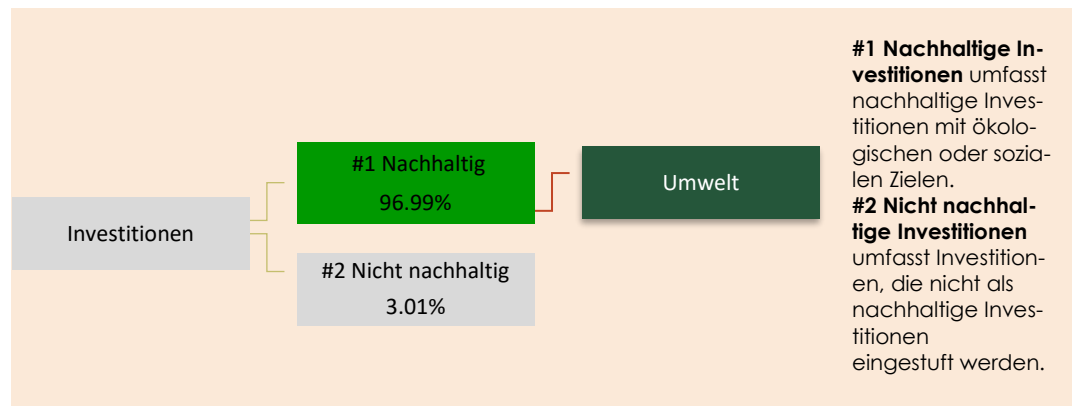 Investitionen
#1 Nachhaltig
96.99%
#2 Nicht nachhaltig
3.01%
Umwelt
#1 Nachhaltige In-
vestitionen umfasst
nachhaltige Inves-
titionen mit ökolo-
gischen oder sozia-
len Zielen.
#2 Nicht nachhal-
tige Investitionen
umfasst Investition-
en, die nicht als
nachhaltige Inves-
titionen
eingestuft werden.